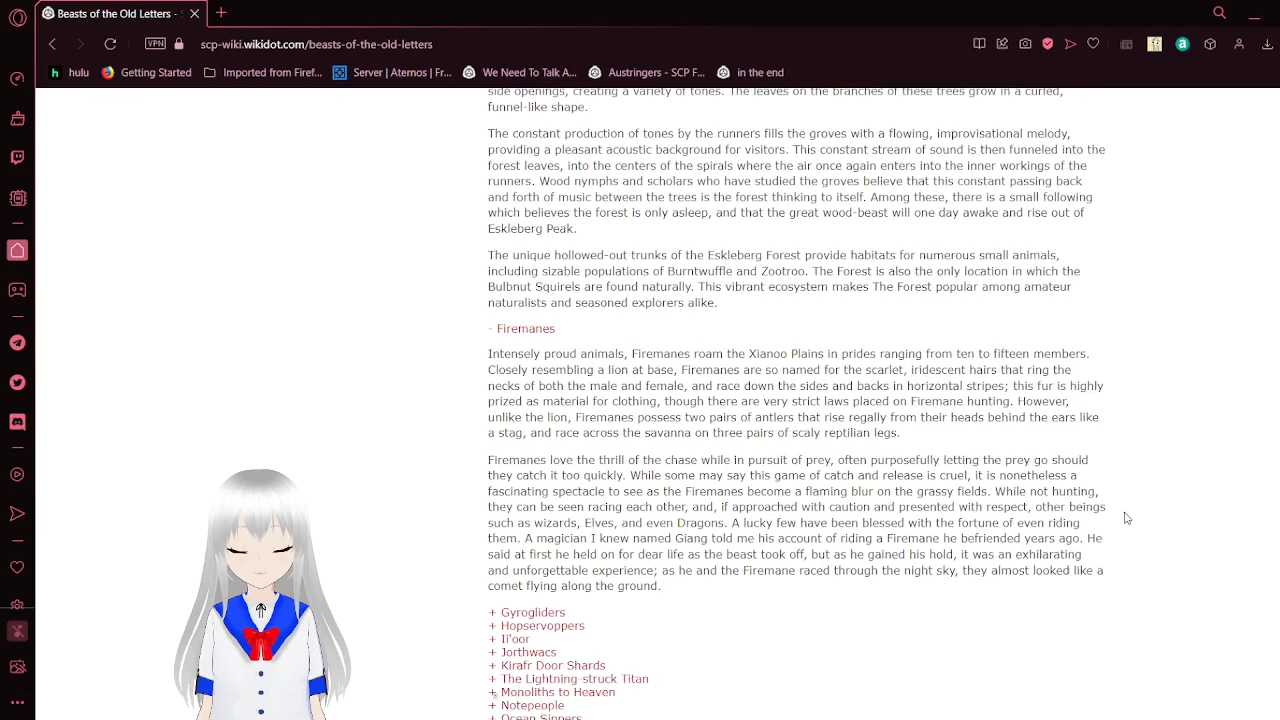 Beasts of the Old Letters -
VPN
scp-wiki.wikidot.com/beasts-of-the-old-letters
hulu
Getting Started
Imported from Firef...
Server | Aternos | Fr...
We Need To Talk A...
Austringers - SCP F...
in the end
side openings, creating a variety of tones. The leaves on the branches of these trees grow in a curled,
funnel-like shape.
The constant production of tones by the runners fills the groves with a flowing, improvisational melody,
providing a pleasant acoustic background for visitors. This constant stream of sound is then funneled into the
forest leaves, into the centers of the spirals where the air once again enters into the inner workings of the
runners. Wood nymphs and scholars who have studied the groves believe that this constant passing back
and forth of music between the trees is the forest thinking to itself. Among these, there is a small following
which believes the forest is only asleep, and that the great wood-beast will one day awake and rise out of
Eskleberg Peak.
The unique hollowed-out trunks of the Eskleberg Forest provide habitats for numerous small animals,
including sizable populations of Burntwuffle and Zootroo. The Forest is also the only location in which the
Bulbnut Squirels are found naturally. This vibrant ecosystem makes The Forest popular among amateur
naturalists and seasoned explorers alike.
- Firemanes
Intensely proud animals, Firemanes roam the Xianoo Plains in prides ranging from ten to fifteen members.
Closely resembling a lion at base, Firemanes are so named for the scarlet, iridescent hairs that ring the
necks of both the male and female, and race down the sides and backs in horizontal stripes; this fur is highly
prized as material for clothing, though there are very strict laws placed on Firemane hunting. However,
unlike the lion, Firemanes possess two pairs of antlers that rise regally from their heads behind the ears like
a stag, and race across the savanna on three pairs of scaly reptilian legs.
Firemanes love the thrill of the chase while in pursuit of prey, often purposefully letting the prey go should
they catch it too quickly. While some may say this game of catch and release is cruel, it is nonetheless a
fascinating spectacle to see as the Firemanes become a flaming blur on the grassy fields. While not hunting,
they can be seen racing each other, and, if approached with caution and presented with respect, other beings
such as wizards, Elves, and even Dragons. A lucky few have been blessed with the fortune of even riding
them. A magician I knew named Giang told me his account of riding a Firemane he befriended years ago. He
said at first he held on for dear life as the beast took off, but as he gained his hold, it was an exhilarating
and unforgettable experience; as he and the Firemane raced through the night sky, they almost looked like a
comet flying along the ground.
+ Gyrogliders
+ Hopservoppers
+ Ii'oor
+ Jorthwacs
+ Kirafr Door Shards
+ The Lightning-struck Titan
+ Monoliths to Heaven
+ Notepeople
+ Ocean Sippers